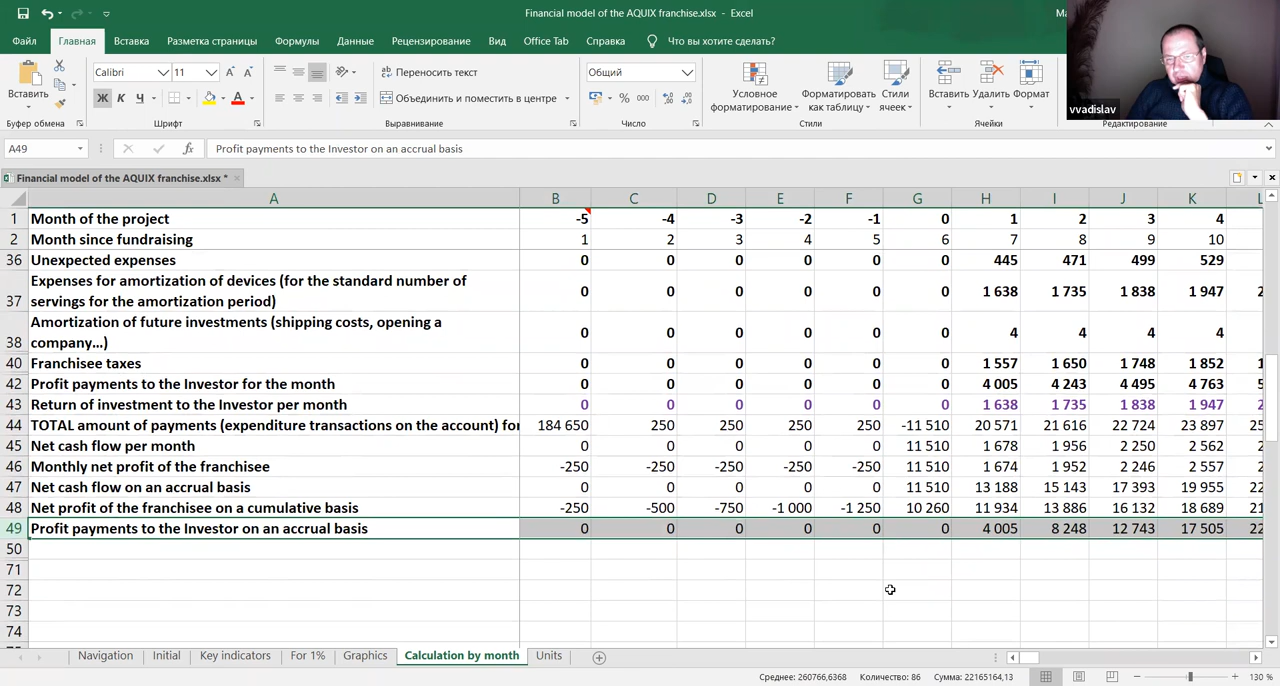 Financial model of the AQUIX franchise.xlsx - Excel
Файл Главная Вставка Разметка страницы Формулы Данные Рецензирование Вид Office Tab Справка Что вы хотите сделать?
Вставить
Calibri 11
Ж К Ч
Переносить текст
Объединить и поместить в центре
Общий
% 000
Условное форматирование
Форматировать как таблицу
Стили ячеек
Вставить Удалить Формат
vvadislav
Буфер обмена Шрифт Выравнивание Число Стили Ячейки Редактирование
A49 fx Profit payments to the Investor on an accrual basis
Financial model of the AQUIX franchise.xlsx *
A B C D E F G H I J K L
1 Month of the project -5 -4 -3 -2 -1 0 1 2 3 4
2 Month since fundraising 1 2 3 4 5 6 7 8 9 10
36 Unexpected expenses 0 0 0 0 0 0 445 471 499 529
Expenses for amortization of devices (for the standard number of
37 servings for the amortization period) 0 0 0 0 0 0 1 638 1 735 1 838 1 947 2
Amortization of future investments (shipping costs, opening a
38 company...) 0 0 0 0 0 0 4 4 4 4
40 Franchisee taxes 0 0 0 0 0 0 1 557 1 650 1 748 1 852 1
42 Profit payments to the Investor for the month 0 0 0 0 0 0 4 005 4 243 4 495 4 763 5
43 Return of investment to the Investor per month 0 0 0 0 0 0 1 638 1 735 1 838 1 947 2
44 TOTAL amount of payments (expenditure transactions on the account) for 184 650 250 250 250 250 -11 510 20 571 21 616 22 724 23 897 25
45 Net cash flow per month 0 0 0 0 0 11 510 1 678 1 956 2 250 2 562 2
46 Monthly net profit of the franchisee -250 -250 -250 -250 -250 11 510 1 674 1 952 2 246 2 557 2
47 Net cash flow on an accrual basis 0 0 0 0 0 11 510 13 188 15 143 17 393 19 955 22
48 Net profit of the franchisee on a cumulative basis -250 -500 -750 -1 000 -1 250 10 260 11 934 13 886 16 132 18 689 21
49 Profit payments to the Investor on an accrual basis 0 0 0 0 0 0 4 005 8 248 12 743 17 505 22
50
71
72
73
74
Navigation Initial Key indicators For 1% Graphics Calculation by month Units
Среднее: 260766,6368 Количество: 86 Сумма: 22165164,13 130 %